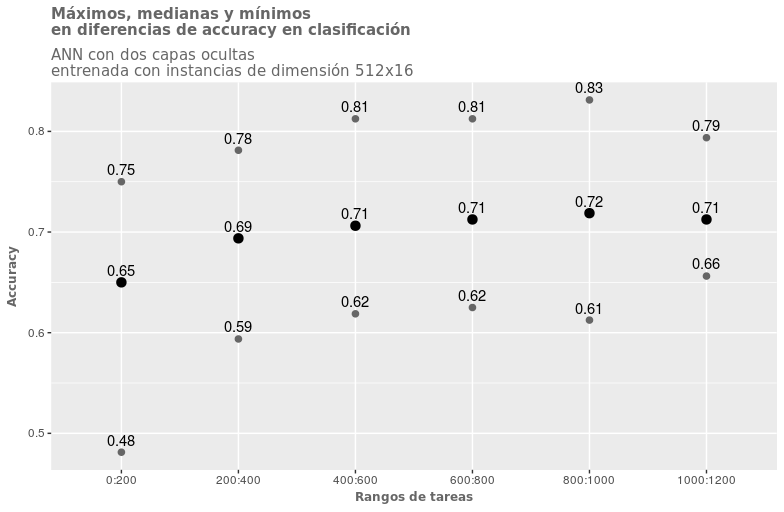 Máximos, medianas y mínimos
en diferencias de accuracy en clasificación
ANN con dos capas ocultas
entrenada con instancias de dimensión 512x16
0.83
0.81 0.81
0.79
0.78
0.75
0.72
0.71 0.71 0.71
0.69
0.66
0.65
0.62 0.62
0.61
0.59
0.48
0.8
0.7
0.6
0.5
Accuracy
0:200 200:400 400:600 600:800 800:1000 1000:1200
Rangos de tareas